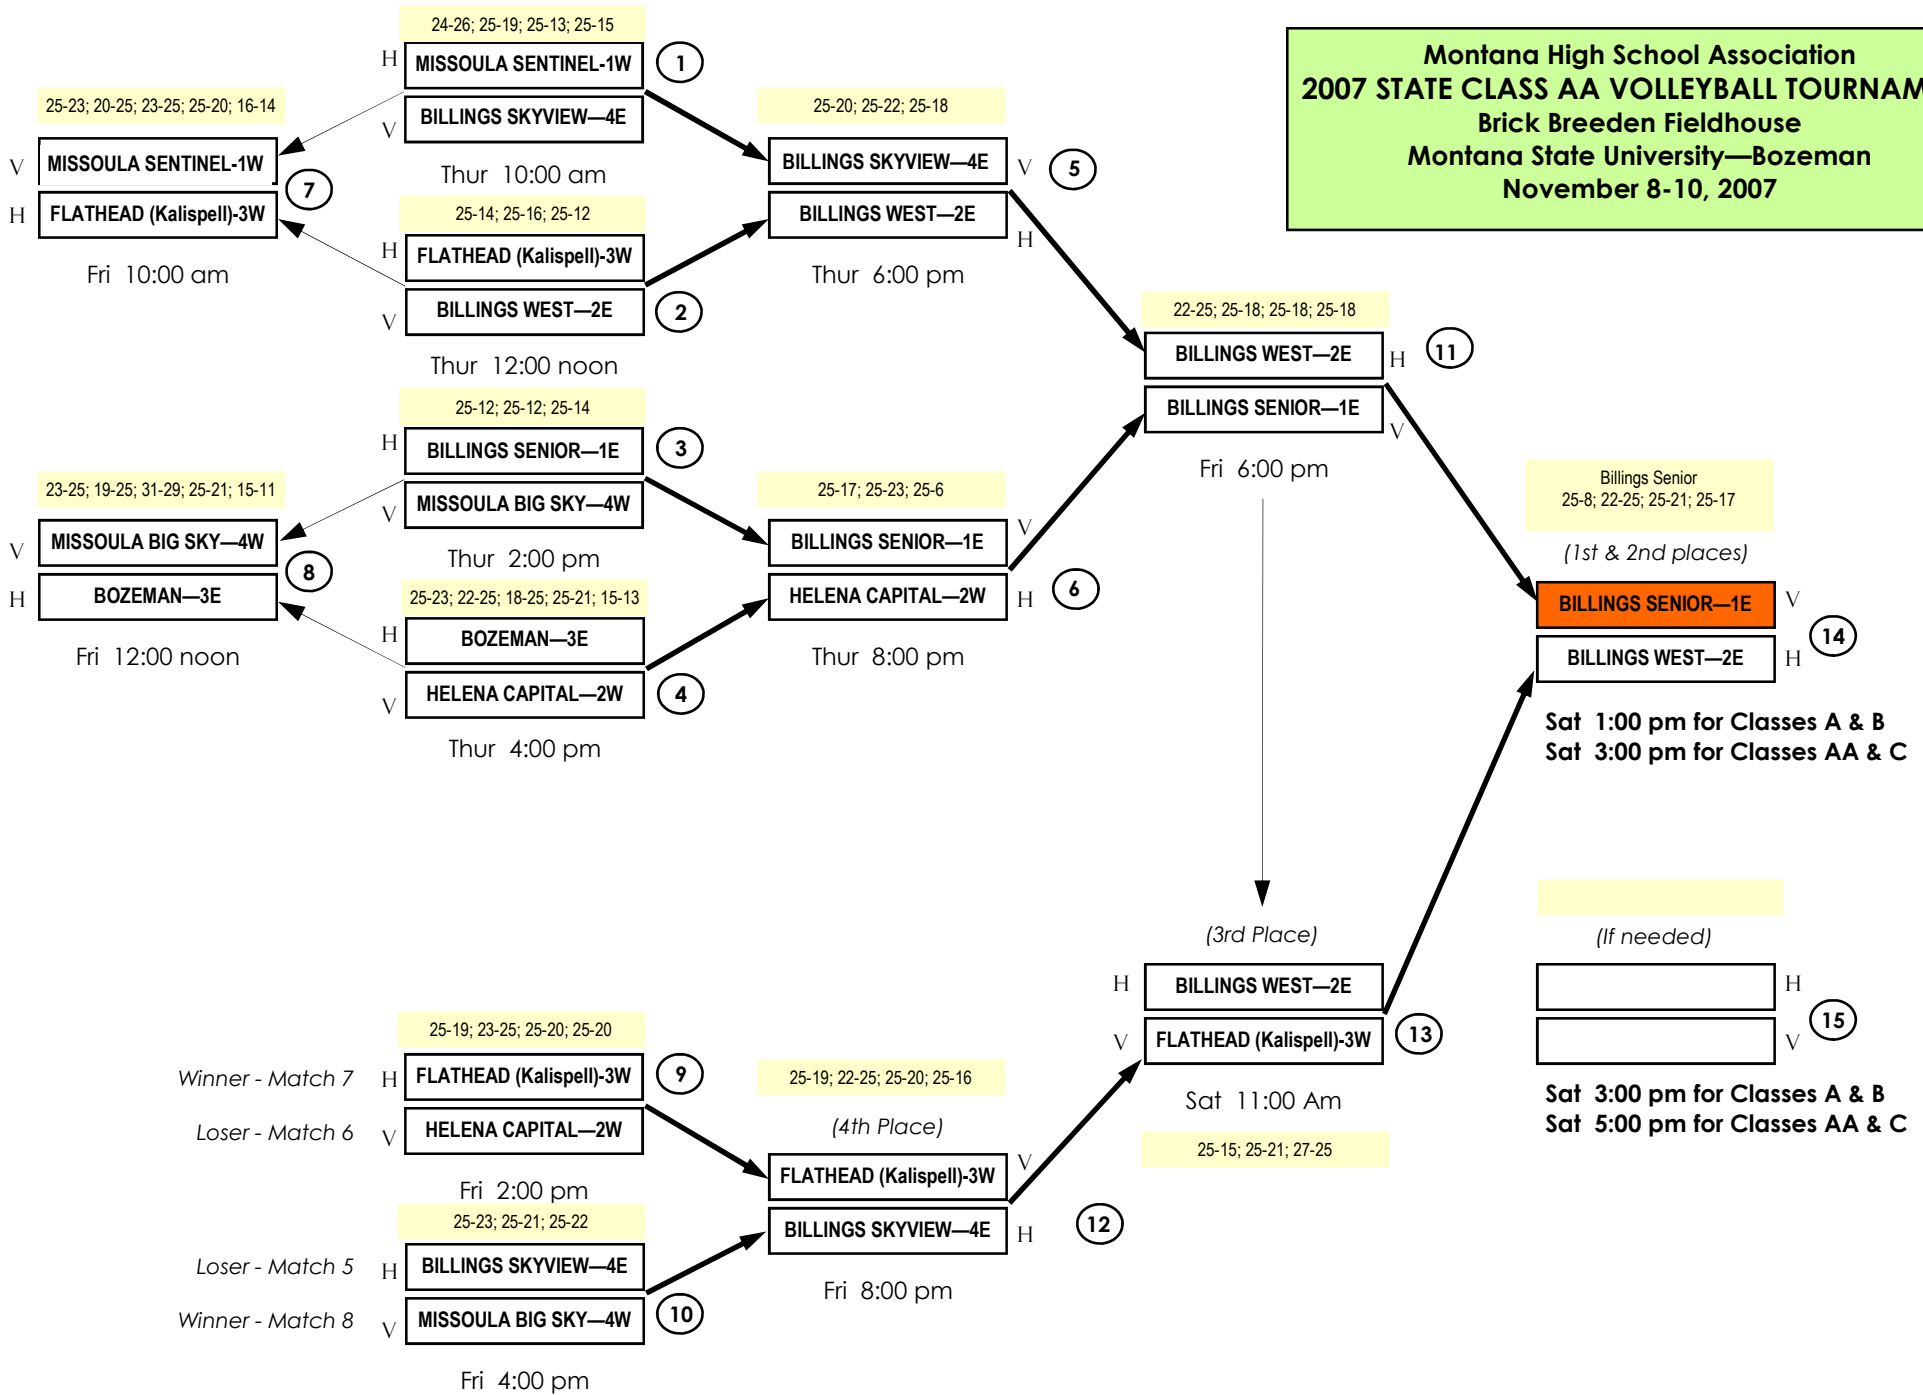 Montana High School Association
2007 STATE CLASS AA VOLLEYBALL TOURNAM
Brick Breeden Fieldhouse
Montana State University—Bozeman
November 8-10, 2007
24-26; 25-19; 25-13; 25-15
H MISSOULA SENTINEL-1W 1
V BILLINGS SKYVIEW—4E
Thur 10:00 am
25-14; 25-16; 25-12
H FLATHEAD (Kalispell)-3W
V BILLINGS WEST—2E 2
Thur 12:00 noon
25-12; 25-12; 25-14
H BILLINGS SENIOR—1E 3
V MISSOULA BIG SKY—4W
Thur 2:00 pm
25-23; 22-25; 18-25; 25-21; 15-13
H BOZEMAN—3E
V HELENA CAPITAL—2W 4
Thur 4:00 pm
25-23; 20-25; 23-25; 25-20; 16-14
V MISSOULA SENTINEL-1W
7
H FLATHEAD (Kalispell)-3W
Fri 10:00 am
23-25; 19-25; 31-29; 25-21; 15-11
V MISSOULA BIG SKY—4W
8
H BOZEMAN—3E
Fri 12:00 noon
25-20; 25-22; 25-18
BILLINGS SKYVIEW—4E V 5
BILLINGS WEST—2E H
Thur 6:00 pm
25-17; 25-23; 25-6
BILLINGS SENIOR—1E V
HELENA CAPITAL—2W H 6
Thur 8:00 pm
22-25; 25-18; 25-18; 25-18
BILLINGS WEST—2E H 11
BILLINGS SENIOR—1E V
Fri 6:00 pm
Billings Senior
25-8; 22-25; 25-21; 25-17
(1st & 2nd places)
BILLINGS SENIOR—1E V
14
BILLINGS WEST—2E H
Sat 1:00 pm for Classes A & B
Sat 3:00 pm for Classes AA & C
25-19; 23-25; 25-20; 25-20
Winner - Match 7 H FLATHEAD (Kalispell)-3W 9
Loser - Match 6 V HELENA CAPITAL—2W
Fri 2:00 pm
25-23; 25-21; 25-22
Loser - Match 5 H BILLINGS SKYVIEW—4E
Winner - Match 8 V MISSOULA BIG SKY—4W 10
Fri 4:00 pm
25-19; 22-25; 25-20; 25-16
(4th Place)
FLATHEAD (Kalispell)-3W V
BILLINGS SKYVIEW—4E H 12
Fri 8:00 pm
(3rd Place)
H BILLINGS WEST—2E
V FLATHEAD (Kalispell)-3W 13
Sat 11:00 Am
25-15; 25-21; 27-25
(If needed)
H
15
V
Sat 3:00 pm for Classes A & B
Sat 5:00 pm for Classes AA & C